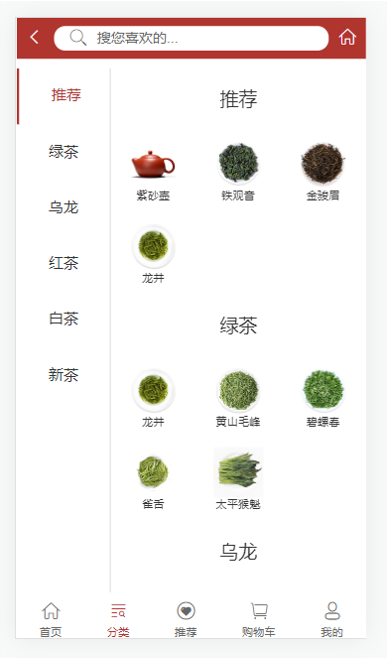 搜您喜欢的...
推荐
绿茶
乌龙
红茶
白茶
新茶
推荐
紫砂壶 铁观音 金骏眉
龙井
绿茶
龙井 黄山毛峰 碧螺春
雀舌 太平猴魁
乌龙
首页 分类 推荐 购物车 我的